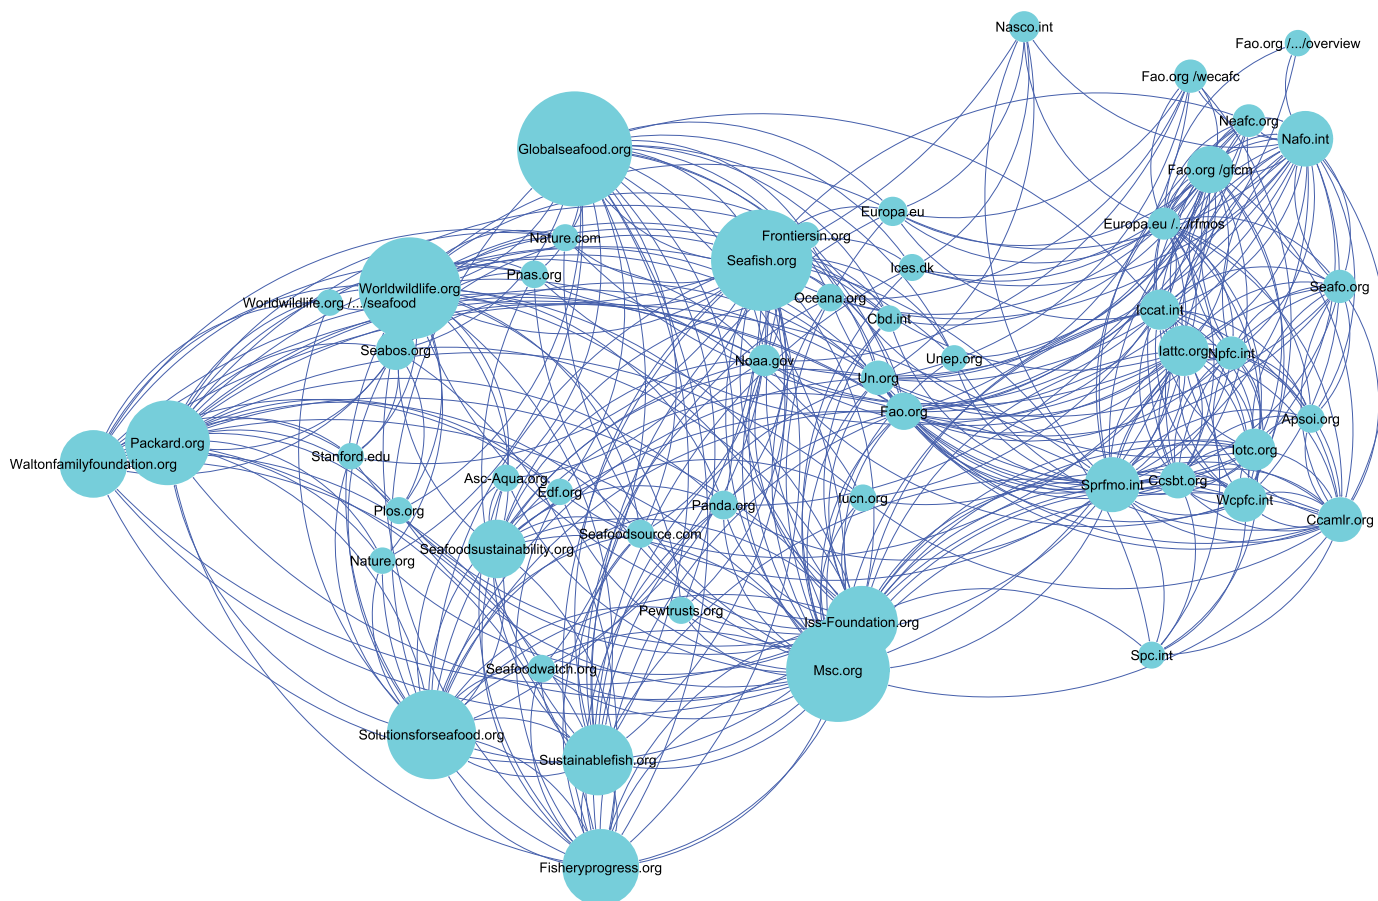 Nasco.int
Fao.org /.../overview
Fao.org /wecafc
Neafc.org
Nafo.int
Globalseafood.org
Fao.org /gfcm
Europa.eu
Europa.eu /.../rfmos
Nature.com
Frontiersin.org
Seafish.org
Pnas.org
Ices.dk
Worldwildlife.org
Seafo.org
Worldwildlife.org /.../seafood
Oceana.org
Iccat.int
Cbd.int
Seabos.org
Iattc.org
Npfc.int
Noaa.gov
Unep.org
Un.org
Fao.org
Apsoi.org
Packard.org
Waltonfamilyfoundation.org
Stanford.edu
Iotc.org
Asc-Aqua.org
Edf.org
Sprfmo.int
Ccsbt.org
Iucn.org
Wcpfc.int
Panda.org
Plos.org
Ccamlr.org
Seafoodsource.com
Seafoodsustainability.org
Nature.org
Pewtrusts.org
Iss-Foundation.org
Spc.int
Seafoodwatch.org
Msc.org
Solutionsforseafood.org
Sustainablefish.org
Fisheryprogress.org